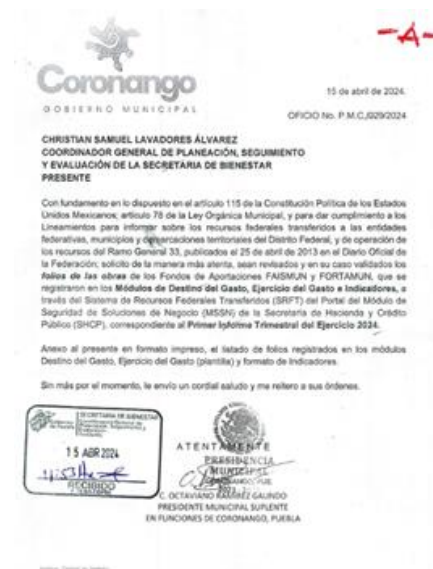 -A-
Coronango
GOBIERNO MUNICIPAL
15 de abril de 2024.
OFICIO No. P.M.C./029/2024
CHRISTIAN SAMUEL LAVADORES ÁLVAREZ
COORDINADOR GENERAL DE PLANEACIÓN, SEGUIMIENTO
Y EVALUACIÓN DE LA SECRETARIA DE BIENESTAR
PRESENTE
Con fundamento en lo dispuesto en el artículo 115 de la Constitución Política de los Estados
Unidos Mexicanos; artículo 78 de la Ley Orgánica Municipal, y para dar cumplimiento a los
Lineamientos para informar sobre los recursos federales transferidos a las entidades
federativas, municipios y demarcaciones territoriales del Distrito Federal, y de operación de
los recursos del Ramo General 33, publicados el 25 de abril de 2013 en el Diario Oficial de
la Federación; solicito de la manera más atenta, sean revisados y en su caso validados los
folios de las obras de los Fondos de Aportaciones FAISMUN y FORTAMUN, que se
registraron en los Módulos de Destino del Gasto, Ejercicio del Gasto e Indicadores, a
través del Sistema de Recursos Federales Transferidos (SRFT) del Portal del Módulo de
Seguridad de Soluciones de Negocio (MSSN) de la Secretaría de Hacienda y Crédito
Público (SHCP), correspondiente al Primer Informe Trimestral del Ejercicio 2024.
Anexo al presente en formato impreso, el listado de folios registrados en los módulos
Destino del Gasto, Ejercicio del Gasto (plantilla) y formato de Indicadores.
Sin más por el momento, le envío un cordial saludo y me reitero a sus órdenes.
SECRETARÍA DE BIENESTAR
15 ABR 2024
RECIBIDO
ATENTAMENTE
PRESIDENCIA
MUNICIPAL
CORONANGO, PUE.
C. OCTAVIANO RAMÍREZ GALINDO
PRESIDENTE MUNICIPAL SUPLENTE
EN FUNCIONES DE CORONANGO, PUEBLA